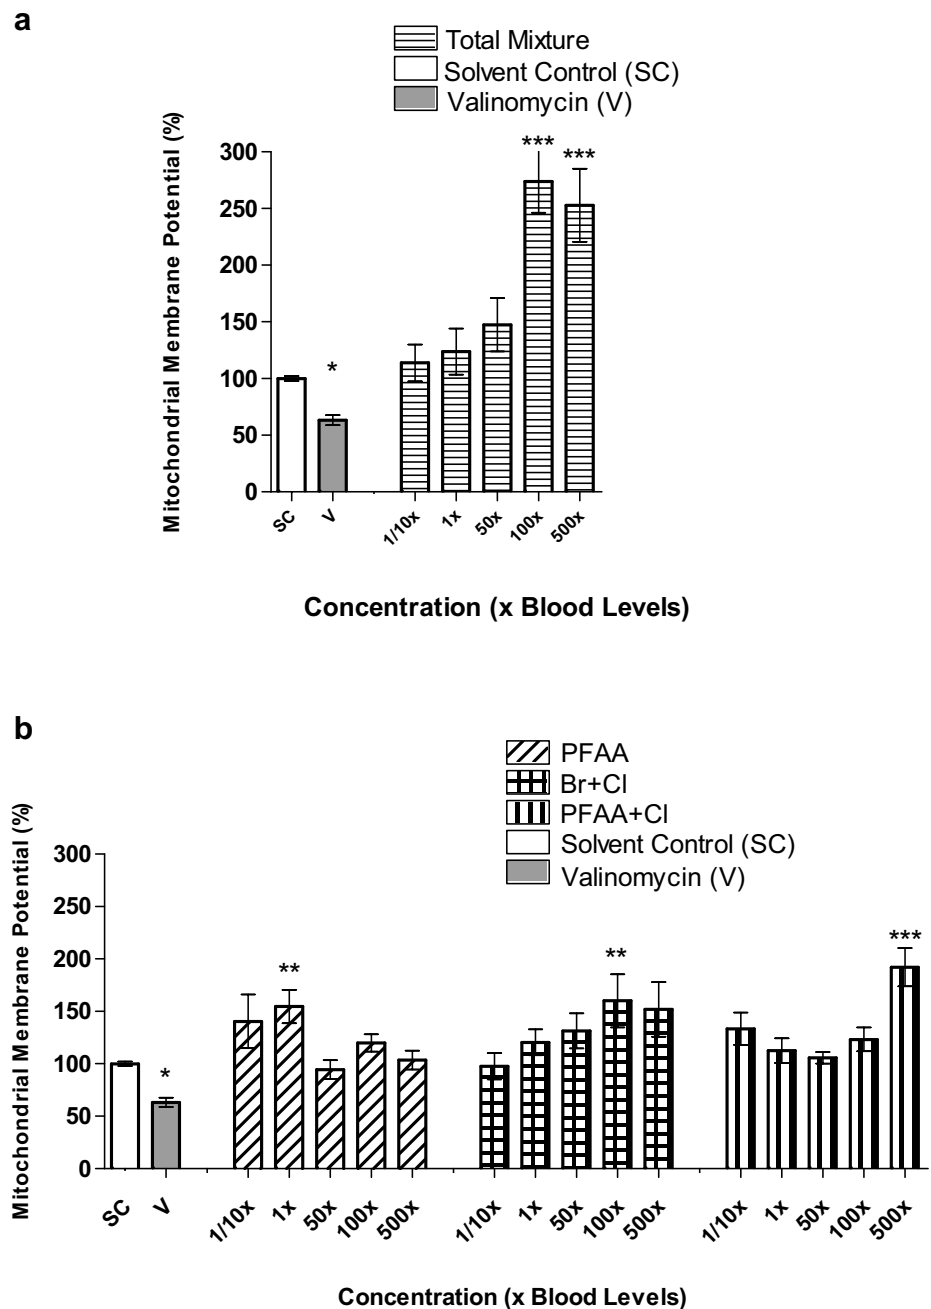 a
Total Mixture
Solvent Control (SC)
Valinomycin (V)
Mitochondrial Membrane Potential (%)
300
250
200
150
100
50
0
***
***
*
SC
V
1/10x
1x
50x
100x
500x
Concentration (x Blood Levels)
b
PFAA
Br+Cl
PFAA+Cl
Solvent Control (SC)
Valinomycin (V)
Mitochondrial Membrane Potential (%)
300
250
200
150
100
50
0
*
**
**
***
SC
V
1/10x
1x
50x
100x
500x
1/10x
1x
50x
100x
500x
1/10x
1x
50x
100x
500x
Concentration (x Blood Levels)